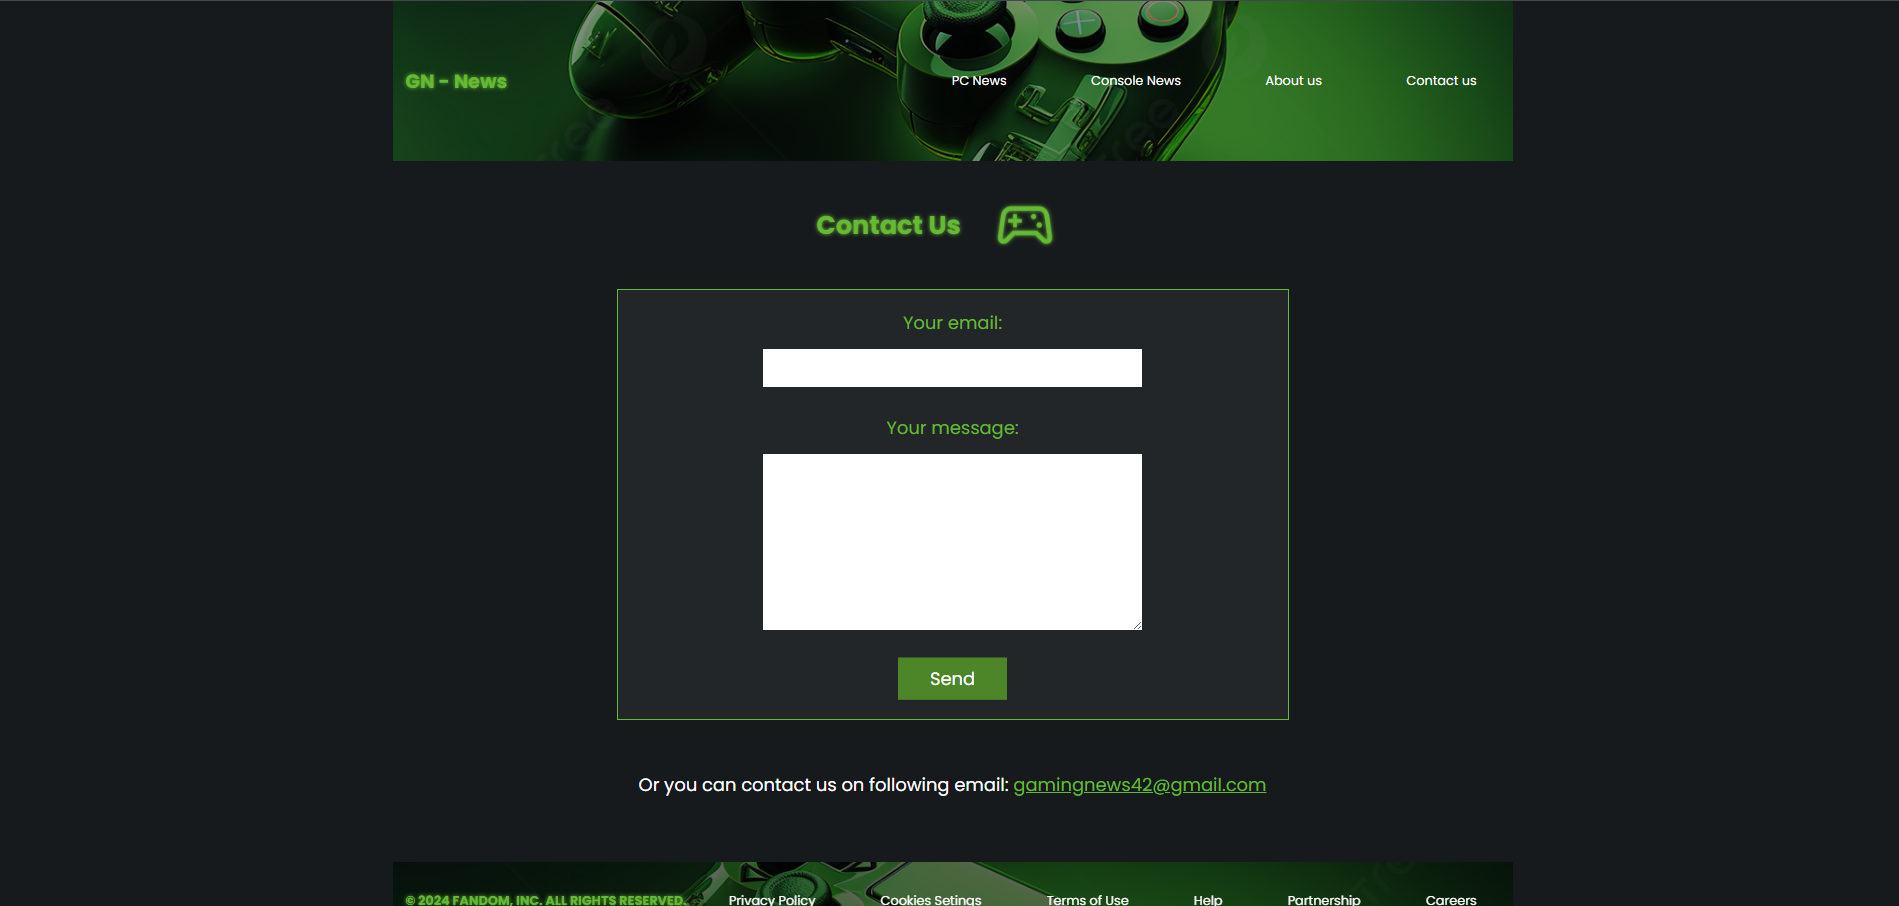 GN - News
PC News
Console News
About us
Contact us
Contact Us
Your email:
Your message:
Send
Or you can contact us on following email: gamingnews42@gmail.com
© 2024 FANDOM, INC. ALL RIGHTS RESERVED.
Privacy Policy
Cookies Setings
Terms of Use
Help
Partnership
Careers